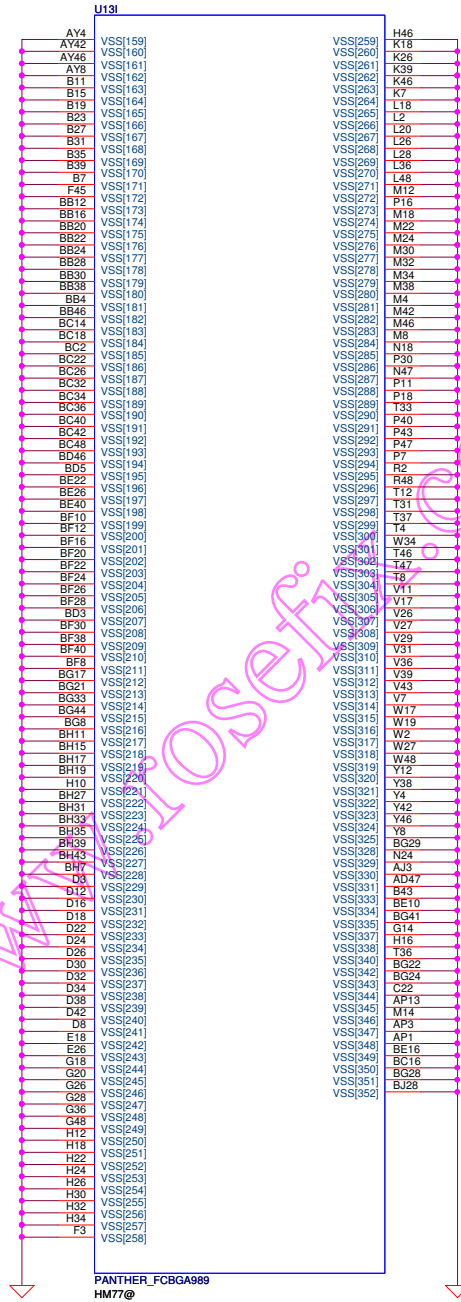 U13I
AY4 VSS[159] VSS[259] H46
AY42 VSS[160] VSS[260] K18
AY46 VSS[161] VSS[261] K26
AY8 VSS[162] VSS[262] K39
B11 VSS[163] VSS[263] K46
B15 VSS[164] VSS[264] K7
B19 VSS[165] VSS[265] L18
B23 VSS[166] VSS[266] L2
B27 VSS[167] VSS[267] L20
B31 VSS[168] VSS[268] L26
B35 VSS[169] VSS[269] L28
B39 VSS[170] VSS[270] L36
B7 VSS[171] VSS[271] L48
F45 VSS[172] VSS[272] M12
BB12 VSS[173] VSS[273] P16
BB16 VSS[174] VSS[274] M18
BB20 VSS[175] VSS[275] M22
BB22 VSS[176] VSS[276] M24
BB24 VSS[177] VSS[277] M30
BB28 VSS[178] VSS[278] M32
BB30 VSS[179] VSS[279] M34
BB38 VSS[180] VSS[280] M38
BB4 VSS[181] VSS[281] M4
BB46 VSS[182] VSS[282] M42
BC14 VSS[183] VSS[283] M46
BC18 VSS[184] VSS[284] M8
BC2 VSS[185] VSS[285] N18
BC22 VSS[186] VSS[286] P30
BC26 VSS[187] VSS[287] N47
BC32 VSS[188] VSS[288] P11
BC34 VSS[189] VSS[289] P18
BC36 VSS[190] VSS[290] T33
BC40 VSS[191] VSS[291] P40
BC42 VSS[192] VSS[292] P43
BC48 VSS[193] VSS[293] P47
BD46 VSS[194] VSS[294] P7
BD5 VSS[195] VSS[295] R2
BE22 VSS[196] VSS[296] R48
BE26 VSS[197] VSS[297] T12
BE40 VSS[198] VSS[298] T31
BF10 VSS[199] VSS[299] T37
BF12 VSS[200] VSS[300] T4
BF16 VSS[201] VSS[301] W34
BF20 VSS[202] VSS[302] T46
BF22 VSS[203] VSS[303] T47
BF24 VSS[204] VSS[304] T8
BF26 VSS[205] VSS[305] V11
BF28 VSS[206] VSS[306] V17
BD3 VSS[207] VSS[307] V26
BF30 VSS[208] VSS[308] V27
BF38 VSS[209] VSS[309] V29
BF40 VSS[210] VSS[310] V31
BF8 VSS[211] VSS[311] V36
BG17 VSS[212] VSS[312] V39
BG21 VSS[213] VSS[313] V43
BG33 VSS[214] VSS[314] V7
BG44 VSS[215] VSS[315] W17
BG8 VSS[216] VSS[316] W19
BH11 VSS[217] VSS[317] W2
BH15 VSS[218] VSS[318] W27
BH17 VSS[219] VSS[319] W48
BH19 VSS[220] VSS[320] Y12
H10 VSS[221] VSS[321] Y38
BH27 VSS[222] VSS[322] Y4
BH31 VSS[223] VSS[323] Y42
BH33 VSS[224] VSS[324] Y46
BH35 VSS[225] VSS[325] Y8
BH39 VSS[226] VSS[328] BG29
BH43 VSS[227] VSS[329] N24
BH7 VSS[228] VSS[330] AJ3
D3 VSS[229] VSS[331] AD47
D12 VSS[230] VSS[333] B43
D16 VSS[231] VSS[334] BE10
D18 VSS[232] VSS[335] BG41
D22 VSS[233] VSS[337] G14
D24 VSS[234] VSS[338] H16
D26 VSS[235] VSS[340] T36
D30 VSS[236] VSS[342] BG22
D32 VSS[237] VSS[343] BG24
D34 VSS[238] VSS[344] C22
D38 VSS[239] VSS[345] AP13
D42 VSS[240] VSS[346] M14
D8 VSS[241] VSS[347] AP3
E18 VSS[242] VSS[348] AP1
E26 VSS[243] VSS[349] BE16
G18 VSS[244] VSS[350] BC16
G20 VSS[245] VSS[351] BG28
G26 VSS[246] VSS[352] BJ28
G28 VSS[247]
G36 VSS[248]
G48 VSS[249]
H12 VSS[250]
H18 VSS[251]
H22 VSS[252]
H24 VSS[253]
H26 VSS[254]
H30 VSS[255]
H32 VSS[256]
H34 VSS[257]
F3 VSS[258]
PANTHER_FCBGA989
HM77@
www.rosefix.c